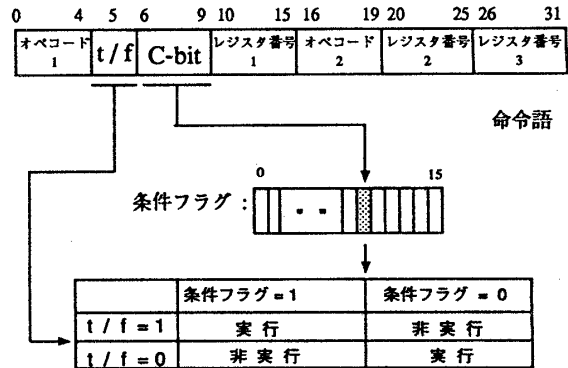 0 4 5 6 9 10 15 16 19 20 25 26 31
オペコード 1 t / f C-bit レジスタ番号 1 オペコード 2 レジスタ番号 2 レジスタ番号 3
命令語
0 15
条件フラグ :
条件フラグ = 1 条件フラグ = 0
t / f = 1 実 行 非 実 行
t / f = 0 非 実 行 実 行